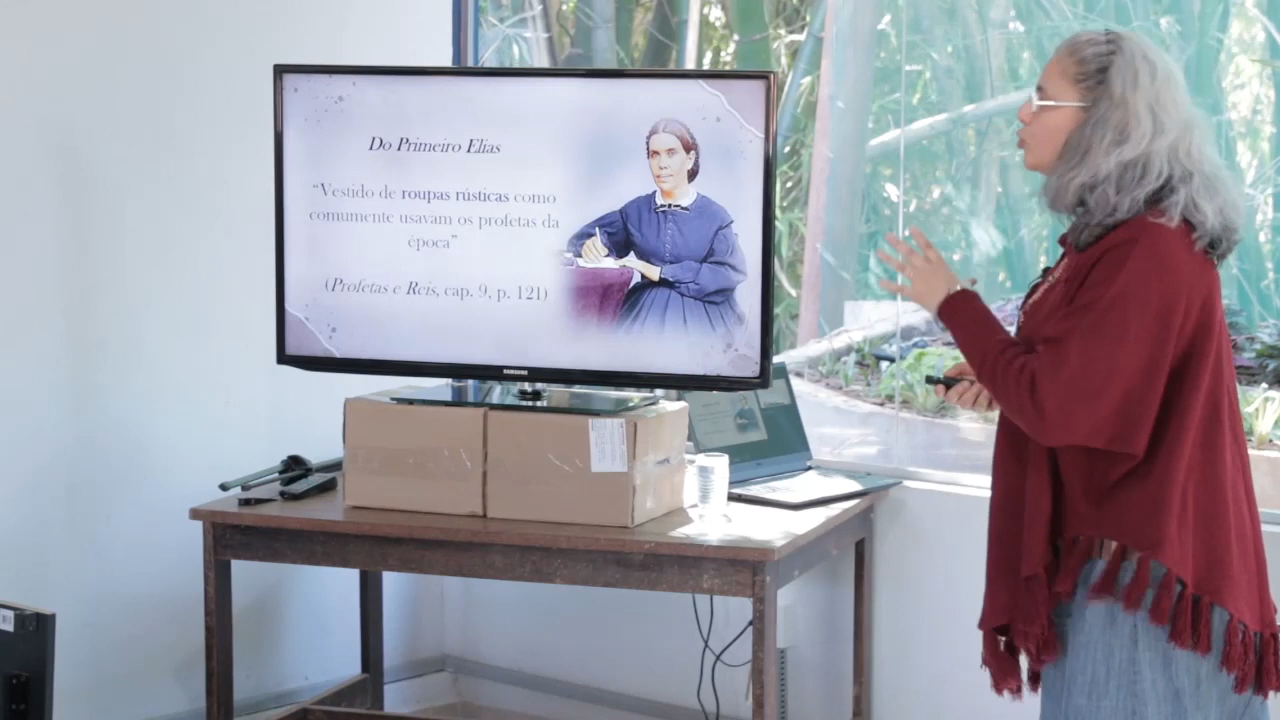 Do Primeiro Elias
“Vestido de roupas rústicas como
comumente usavam os profetas da
época”
(Profetas e Reis, cap. 9, p. 121)
SAMSUNG